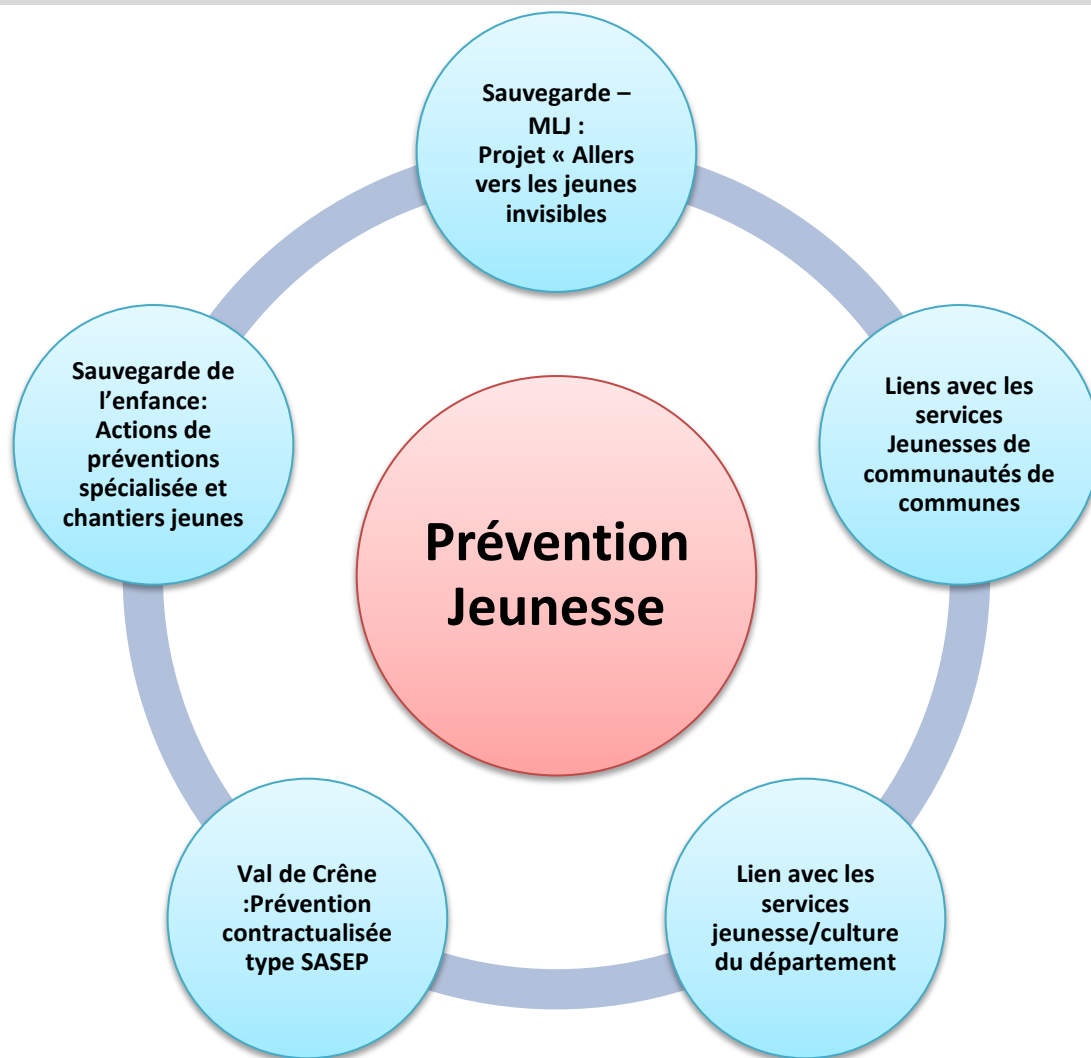 Sauvegarde –
MLJ :
Projet « Allers
vers les jeunes
invisibles
Sauvegarde de
l’enfance:
Actions de
préventions
spécialisée et
chantiers jeunes
Liens avec les
services
Jeunesses de
communautés de
communes
Prévention
Jeunesse
Val de Crêne
:Prévention
contractualisée
type SASEP
Lien avec les
services
jeunesse/culture
du département